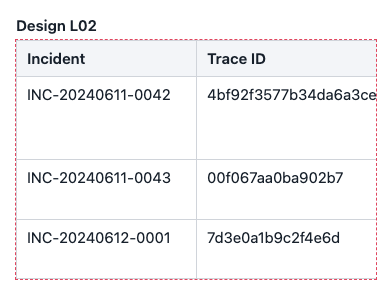 Design L02
Incident Trace ID
INC-20240611-0042 4bf92f3577b34da6a3ce
INC-20240611-0043 00f067aa0ba902b7
INC-20240612-0001 7d3e0a1b9c2f4e6d